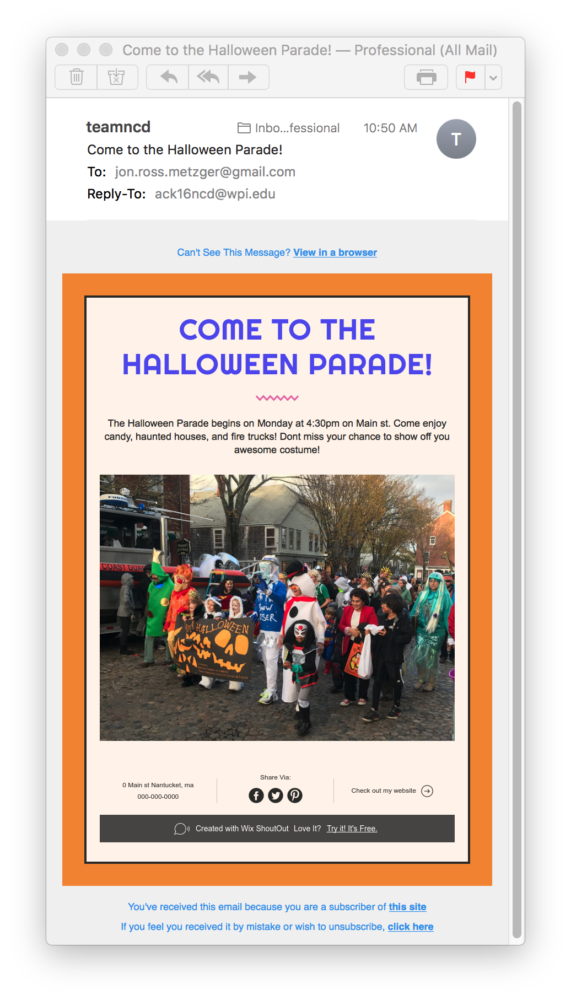 Come to the Halloween Parade! — Professional (All Mail)
teamncd
Inbo...fessional
10:50 AM
T
Come to the Halloween Parade!
To: jon.ross.metzger@gmail.com
Reply-To: ack16ncd@wpi.edu
Can't See This Message? View in a browser
COME TO THE
HALLOWEEN PARADE!
The Halloween Parade begins on Monday at 4:30pm on Main st. Come enjoy
candy, haunted houses, and fire trucks! Dont miss your chance to show off you
awesome costume!
FURUNO
COAST GUA
SNOW
ISER
HAPPY HALLOWEEN
0 Main st Nantucket, ma
000-000-0000
Share Via:
Check out my website
Created with Wix ShoutOut Love It? Try it! It's Free.
You've received this email because you are a subscriber of this site
If you feel you received it by mistake or wish to unsubscribe, click here